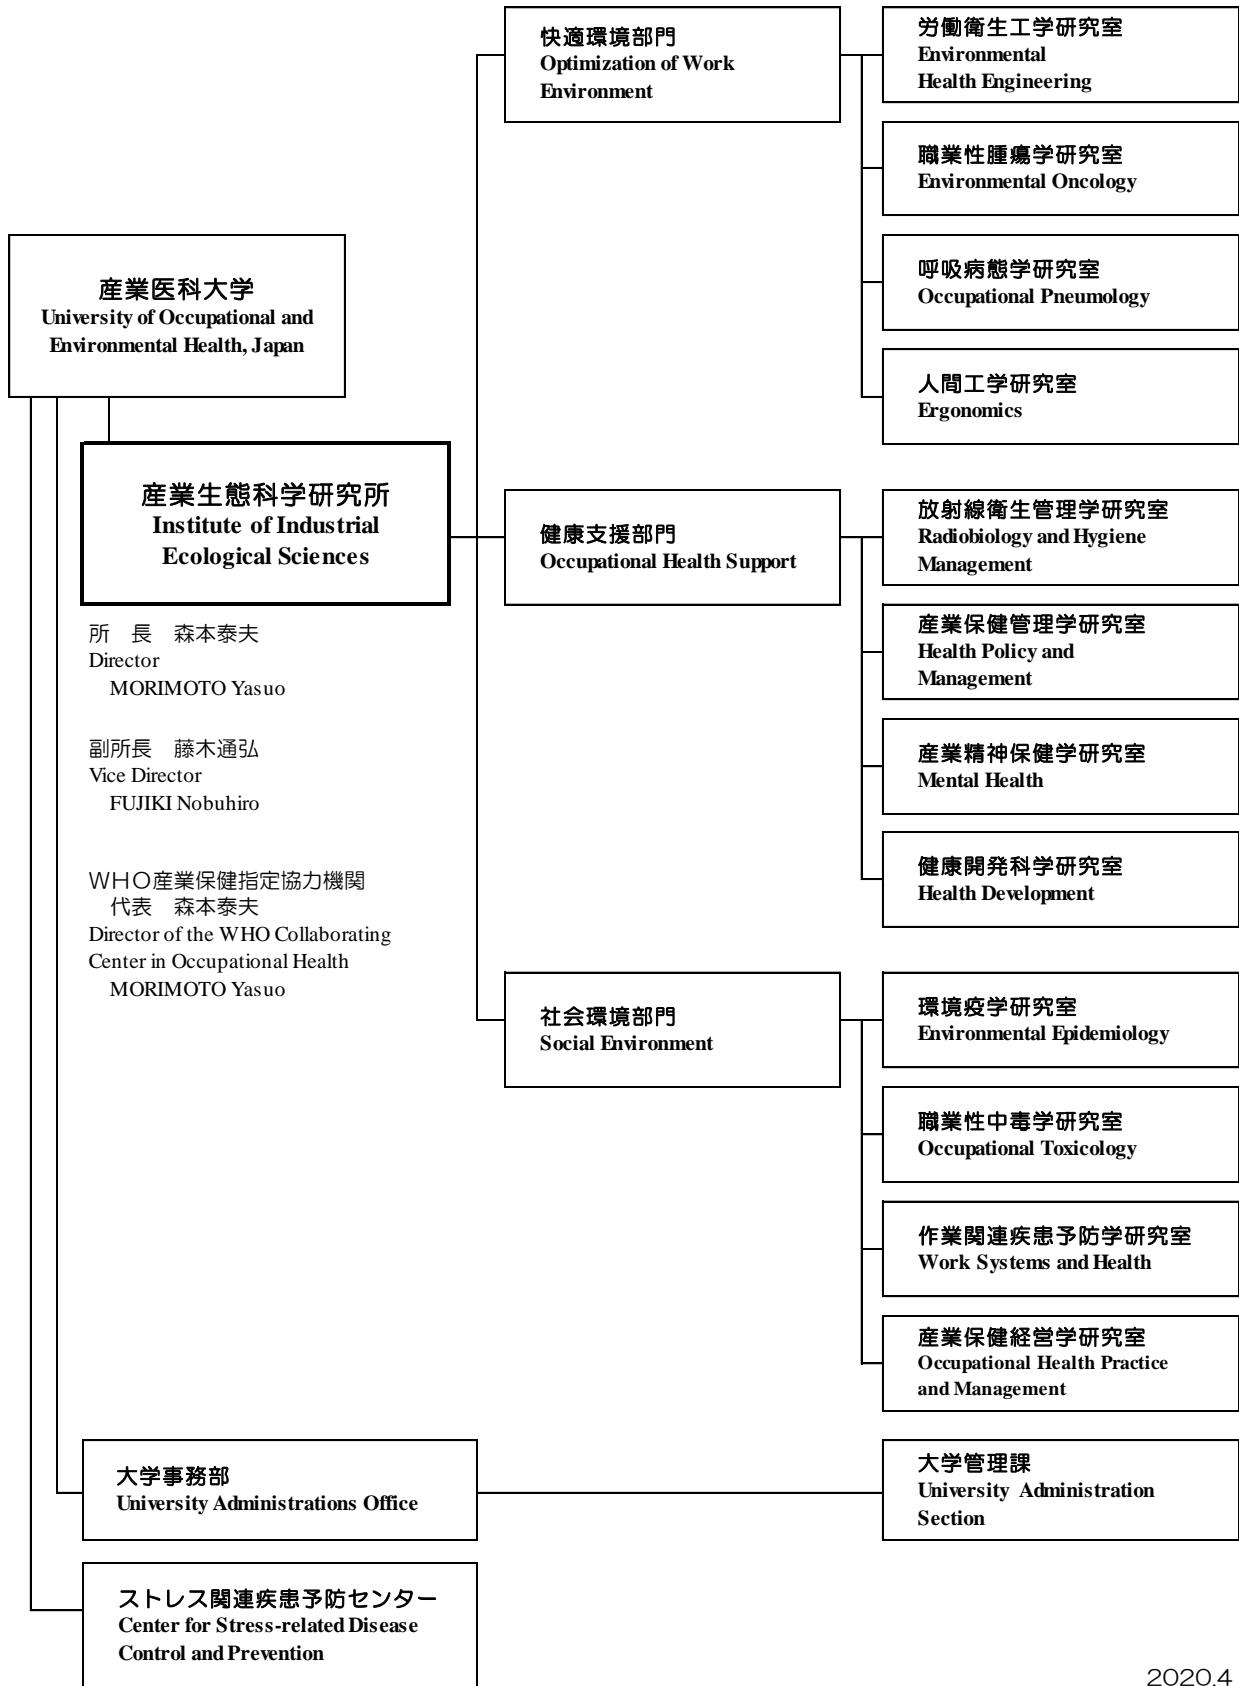 産業医科大学
University of Occupational and
Environmental Health, Japan
産業生態科学研究所
Institute of Industrial
Ecological Sciences
所　長　森本泰夫
Director
MORIMOTO Yasuo
副所長　藤木通弘
Vice Director
FUJIKI Nobuhiro
WHO産業保健指定協力機関
代表　森本泰夫
Director of the WHO Collaborating
Center in Occupational Health
MORIMOTO Yasuo
快適環境部門
Optimization of Work
Environment
労働衛生工学研究室
Environmental
Health Engineering
職業性腫瘍学研究室
Environmental Oncology
呼吸病態学研究室
Occupational Pneumology
人間工学研究室
Ergonomics
健康支援部門
Occupational Health Support
放射線衛生管理学研究室
Radiobiology and Hygiene
Management
産業保健管理学研究室
Health Policy and
Management
産業精神保健学研究室
Mental Health
健康開発科学研究室
Health Development
社会環境部門
Social Environment
環境疫学研究室
Environmental Epidemiology
職業性中毒学研究室
Occupational Toxicology
作業関連疾患予防学研究室
Work Systems and Health
産業保健経営学研究室
Occupational Health Practice
and Management
大学事務部
University Administrations Office
大学管理課
University Administration
Section
ストレス関連疾患予防センター
Center for Stress-related Disease
Control and Prevention
2020.4